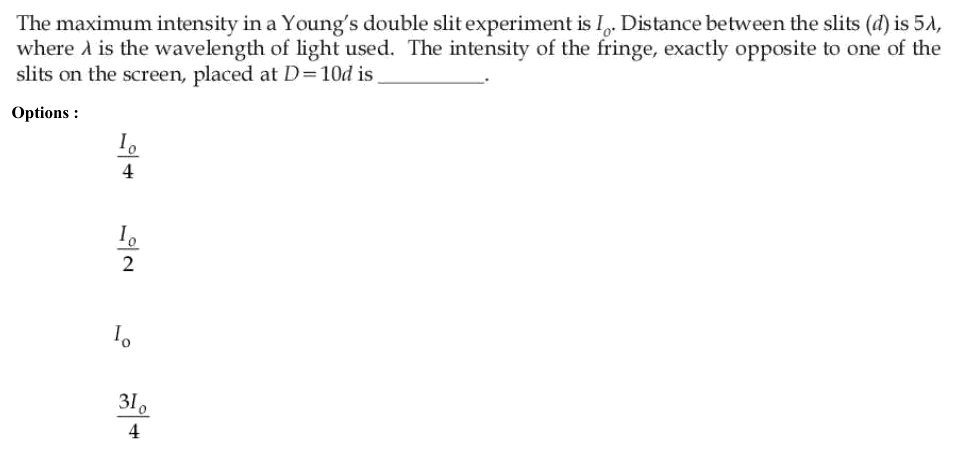 The maximum intensity in a Young's double slit experiment is I₀. Distance between the slits (d) is 5λ,
where λ is the wavelength of light used. The intensity of the fringe, exactly opposite to one of the
slits on the screen, placed at D=10d is __________.
Options :
I₀/4
I₀/2
I₀
3I₀/4